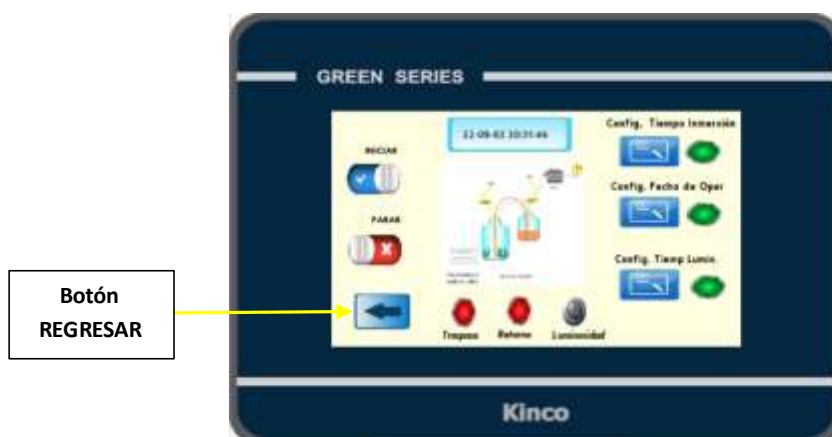 GREEN SERIES
INICIAR
PARAR
Botón
REGRESAR
22-09-02 20:31:46
Config. Tiempo Inmersión
Config. Fecha de Oper
Config. Tiemp Lumin.
Traspaso
Retorno
Luminosidad
Kinco